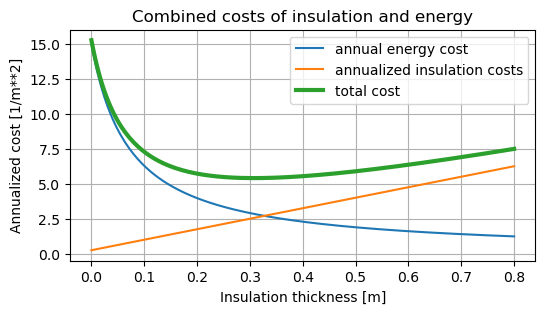 Combined costs of insulation and energy
annual energy cost
annualized insulation costs
total cost
Annualized cost [1/m**2]
15.0
12.5
10.0
7.5
5.0
2.5
0.0
0.0 0.1 0.2 0.3 0.4 0.5 0.6 0.7 0.8
Insulation thickness [m]